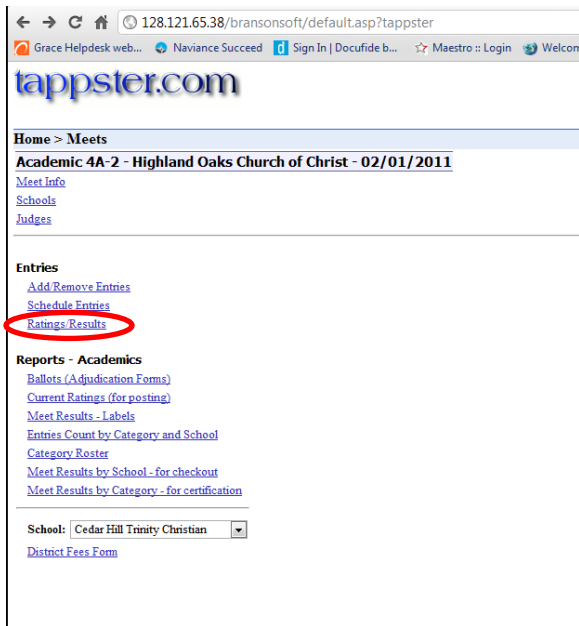 128.121.65.38/bransonsoft/default.asp?tappster
Grace Helpdesk web... Naviance Succeed Sign In | Docufide b... Maestro :: Login Welcom
tappster.com
Home > Meets
Academic 4A-2 - Highland Oaks Church of Christ - 02/01/2011
Meet Info
Schools
Judges
Entries
Add/Remove Entries
Schedule Entries
Ratings/Results
Reports - Academics
Ballots (Adjudication Forms)
Current Ratings (for posting)
Meet Results - Labels
Entries Count by Category and School
Category Roster
Meet Results by School - for checkout
Meet Results by Category - for certification
School: Cedar Hill Trinity Christian
District Fees Form